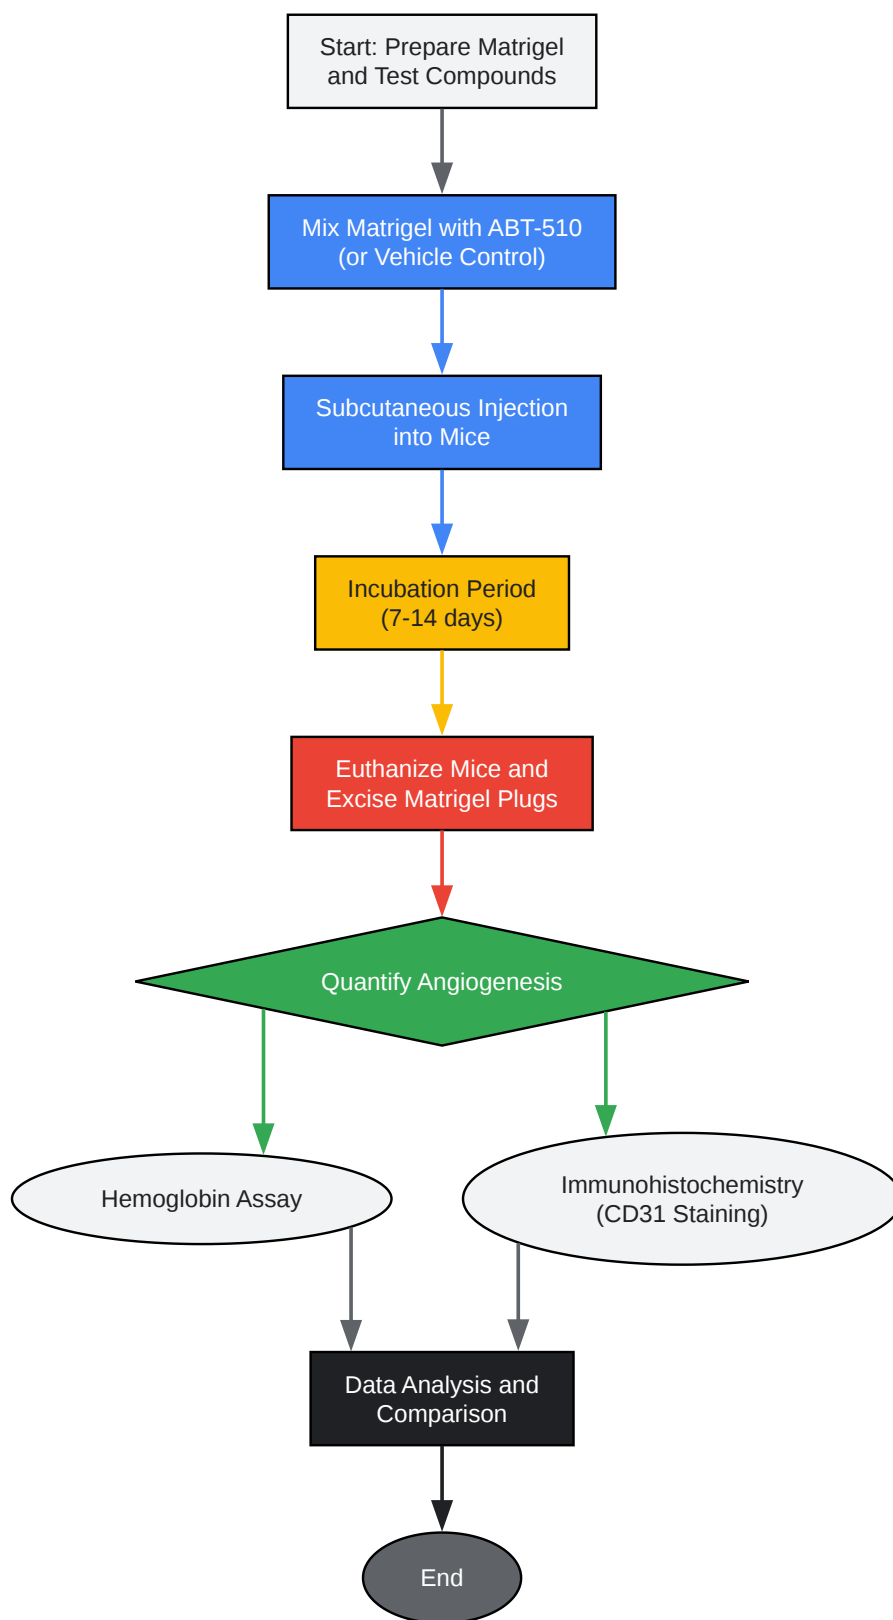 Start: Prepare Matrigel
and Test Compounds
Mix Matrigel with ABT-510
(or Vehicle Control)
Subcutaneous Injection
into Mice
Incubation Period
(7-14 days)
Euthanize Mice and
Excise Matrigel Plugs
Quantify Angiogenesis
Hemoglobin Assay
Immunohistochemistry
(CD31 Staining)
Data Analysis and
Comparison
End